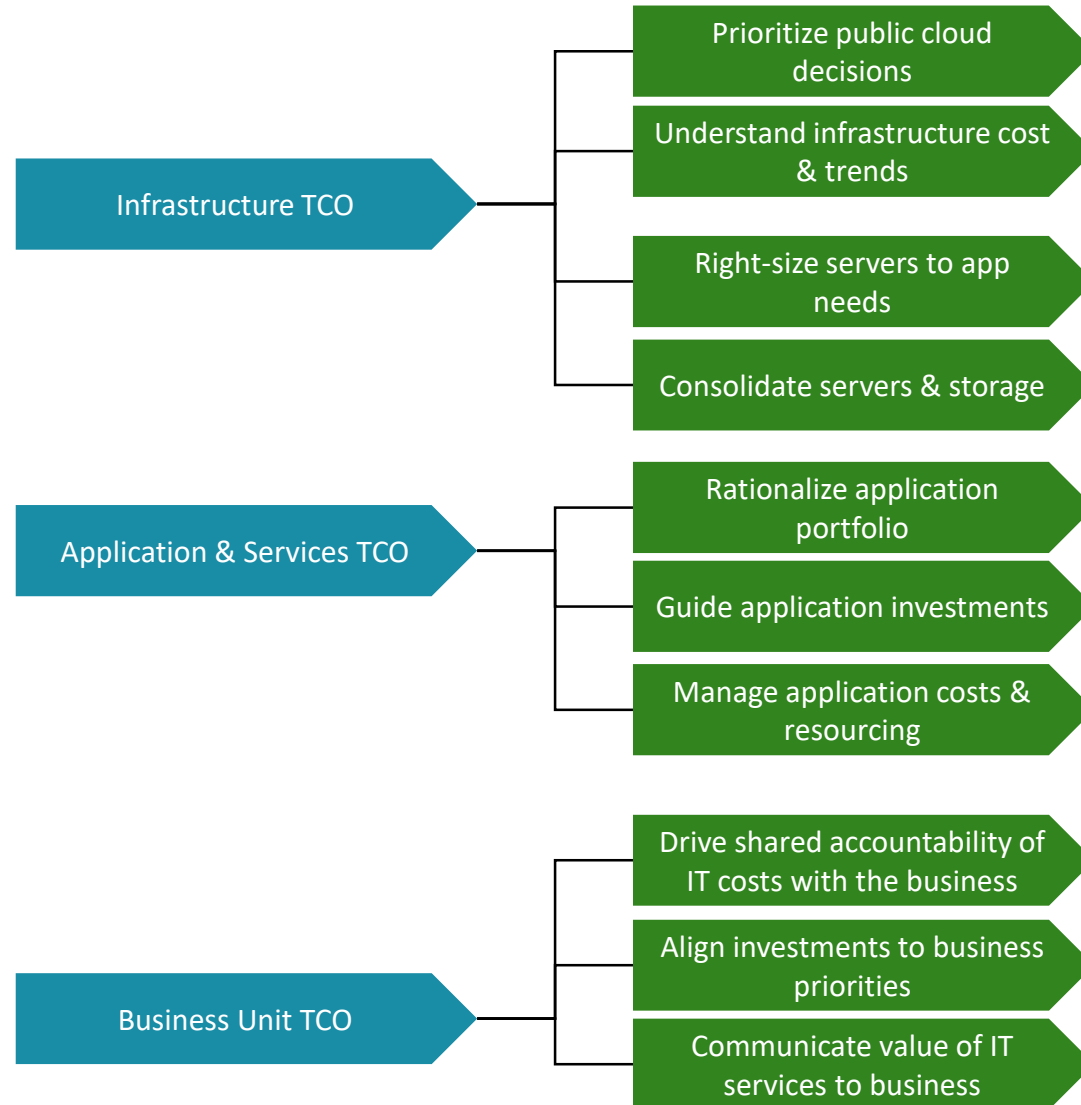 Infrastructure TCO
Prioritize public cloud
decisions
Understand infrastructure cost
& trends
Right-size servers to app
needs
Consolidate servers & storage
Application & Services TCO
Rationalize application
portfolio
Guide application investments
Manage application costs &
resourcing
Business Unit TCO
Drive shared accountability of
IT costs with the business
Align investments to business
priorities
Communicate value of IT
services to business